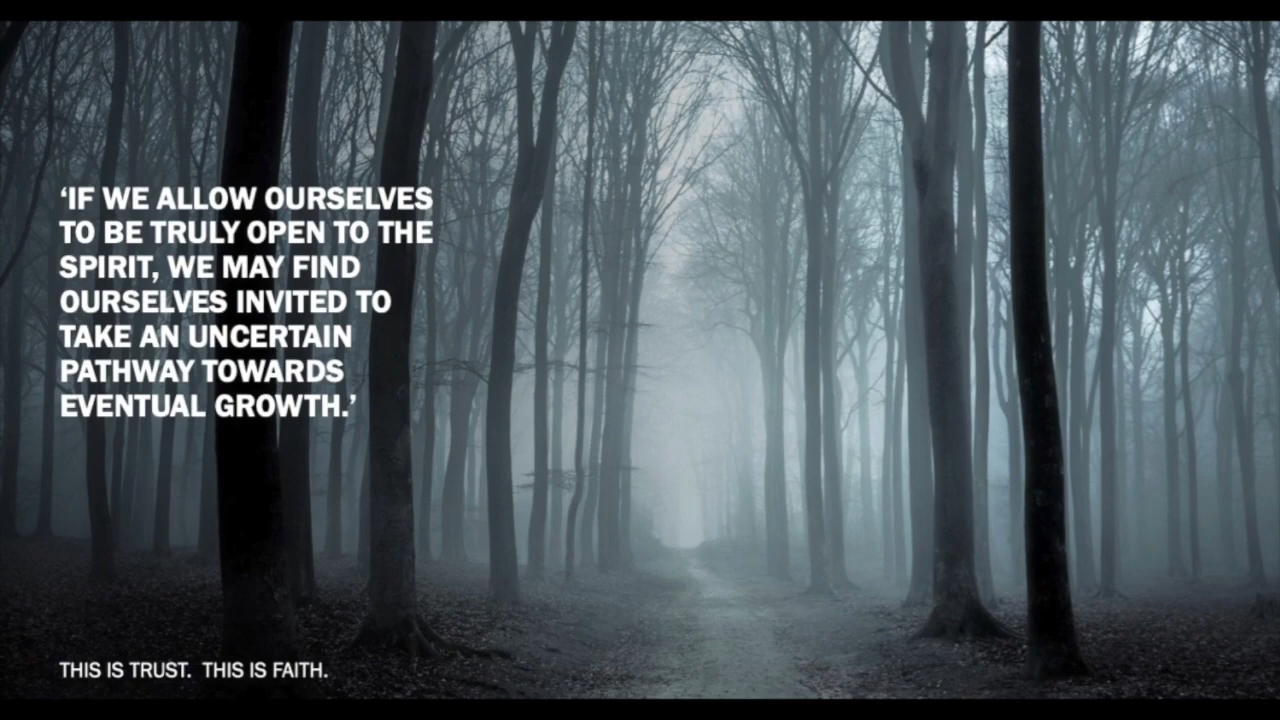 ‘IF WE ALLOW OURSELVES
TO BE TRULY OPEN TO THE
SPIRIT, WE MAY FIND
OURSELVES INVITED TO
TAKE AN UNCERTAIN
PATHWAY TOWARDS
EVENTUAL GROWTH.’
THIS IS TRUST.  THIS IS FAITH.